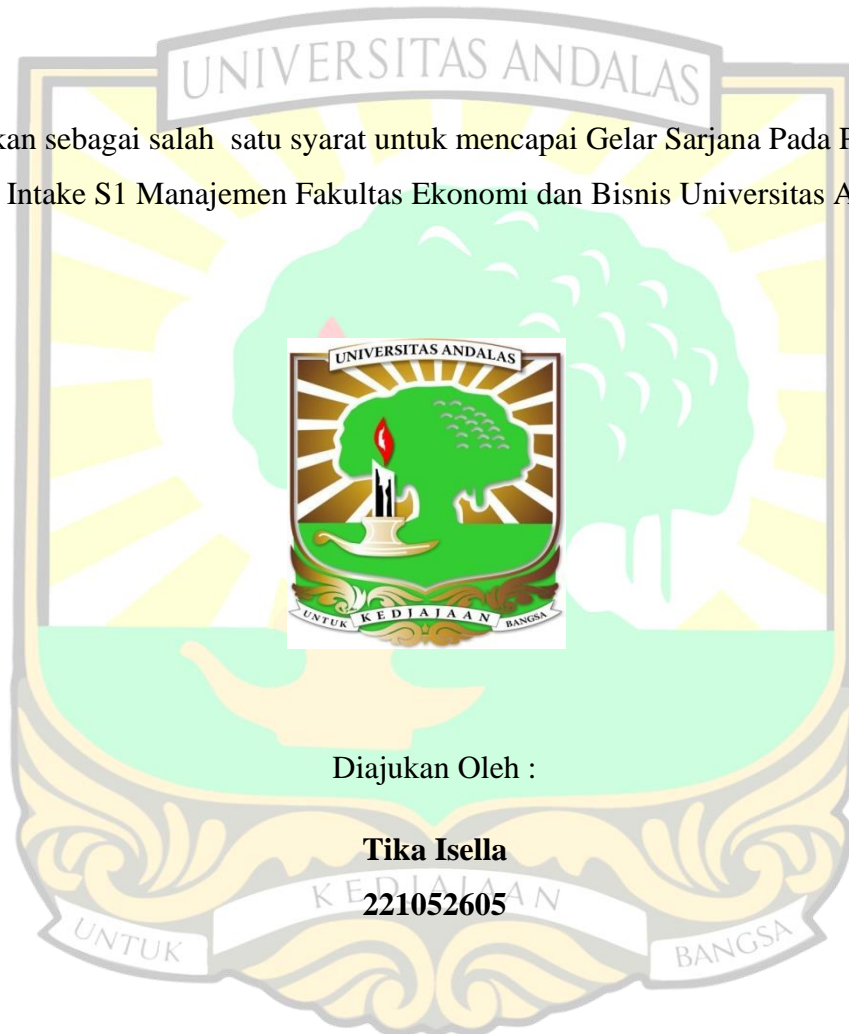 UNIVERSITAS ANDALAS
kan sebagai salah satu syarat untuk mencapai Gelar Sarjana Pada
Intake S1 Manajemen Fakultas Ekonomi dan Bisnis Universitas A
UNIVERSITAS ANDALAS
UNTUK KEDJAJAAN BANGSA
Diajukan Oleh :
Tika Isella
221052605
UNTUK KEDJAJAAN BANGSA